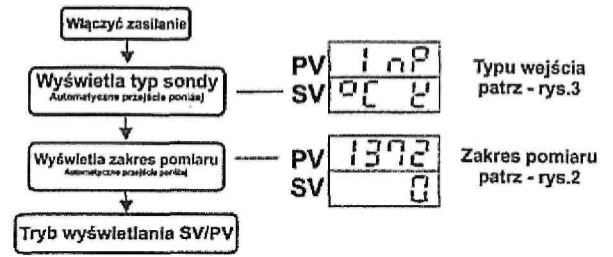 Włączyć zasilanie
Wyświetla typ sondy
Automatyczne przejście poniżej
PV InP
SV °C K
Typu wejścia
patrz - rys.3
Wyświetla zakres pomiaru
Automatyczne przejście poniżej
PV 1372
SV 0
Zakres pomiaru
patrz - rys.2
Tryb wyświetlania SV/PV